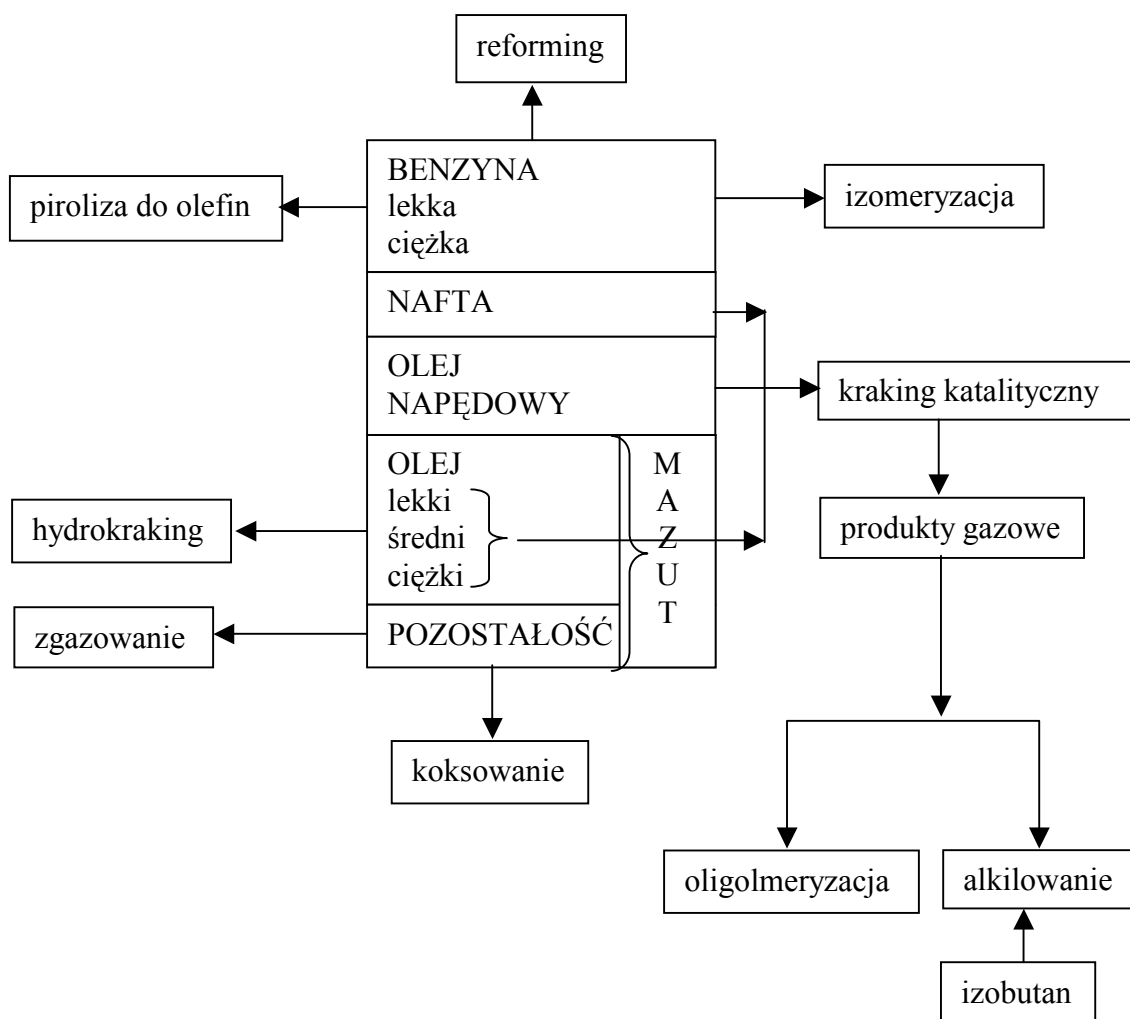 reforming
BENZYNA
lekka
ciężka
piroliza do olefin
izomeryzacja
NAFTA
OLEJ
NAPĘDOWY
kraking katalityczny
OLEJ
lekki
średni
ciężki
M
A
Z
U
T
hydrokraking
produkty gazowe
zgazowanie
POZOSTAŁOŚĆ
koksowanie
oligolmeryzacja
alkilowanie
izobutan